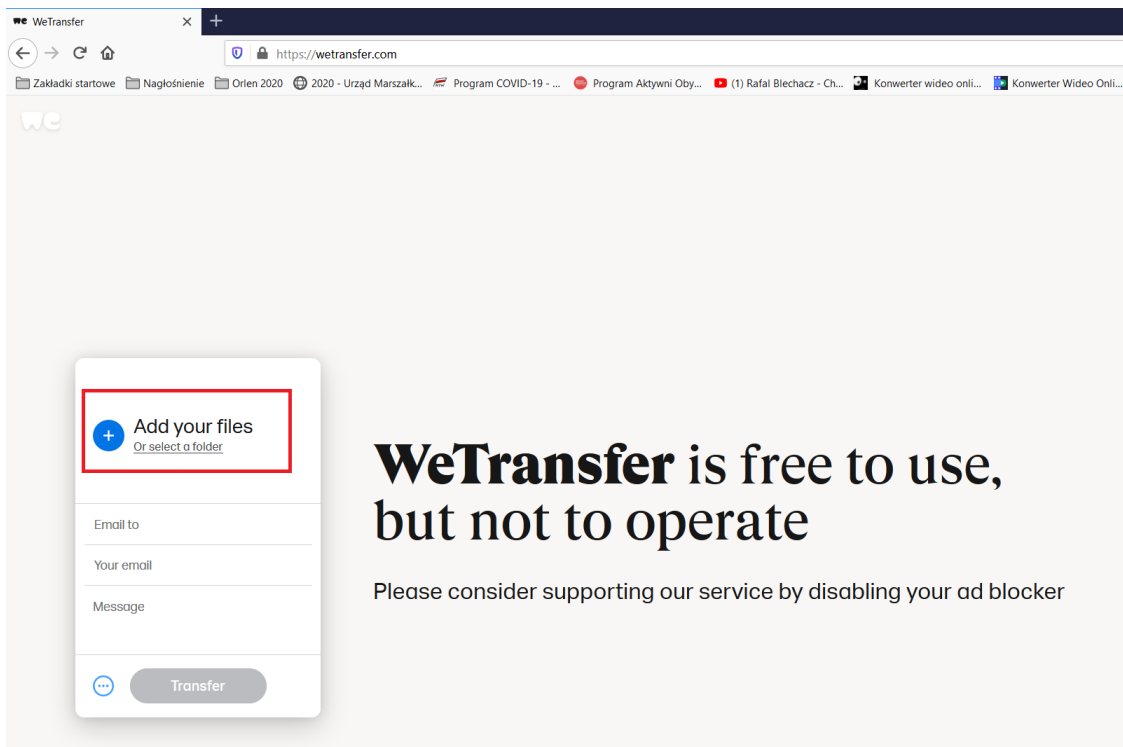 we WeTransfer
https://wetransfer.com
Zakładki startowe Nagłośnienie Orlen 2020 2020 - Urząd Marszałk... Program COVID-19 - ... Program Aktywni Oby... (1) Rafal Blechacz - Ch... Konwerter wideo onli... Konwerter Wideo Onli...
we
Add your files
Or select a folder
Email to
Your email
Message
Transfer
WeTransfer is free to use,
but not to operate
Please consider supporting our service by disabling your ad blocker